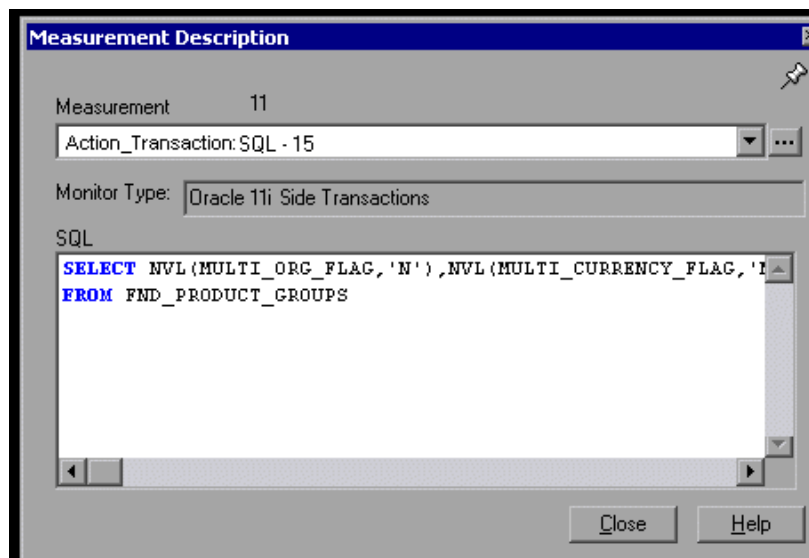 Measurement Description
Measurement 11
Action_Transaction:SQL - 15
...
Monitor Type: Oracle 11i Side Transactions
SQL
SELECT NVL(MULTI_ORG_FLAG,'N'),NVL(MULTI_CURRENCY_FLAG,'
FROM FND_PRODUCT_GROUPS
Close Help